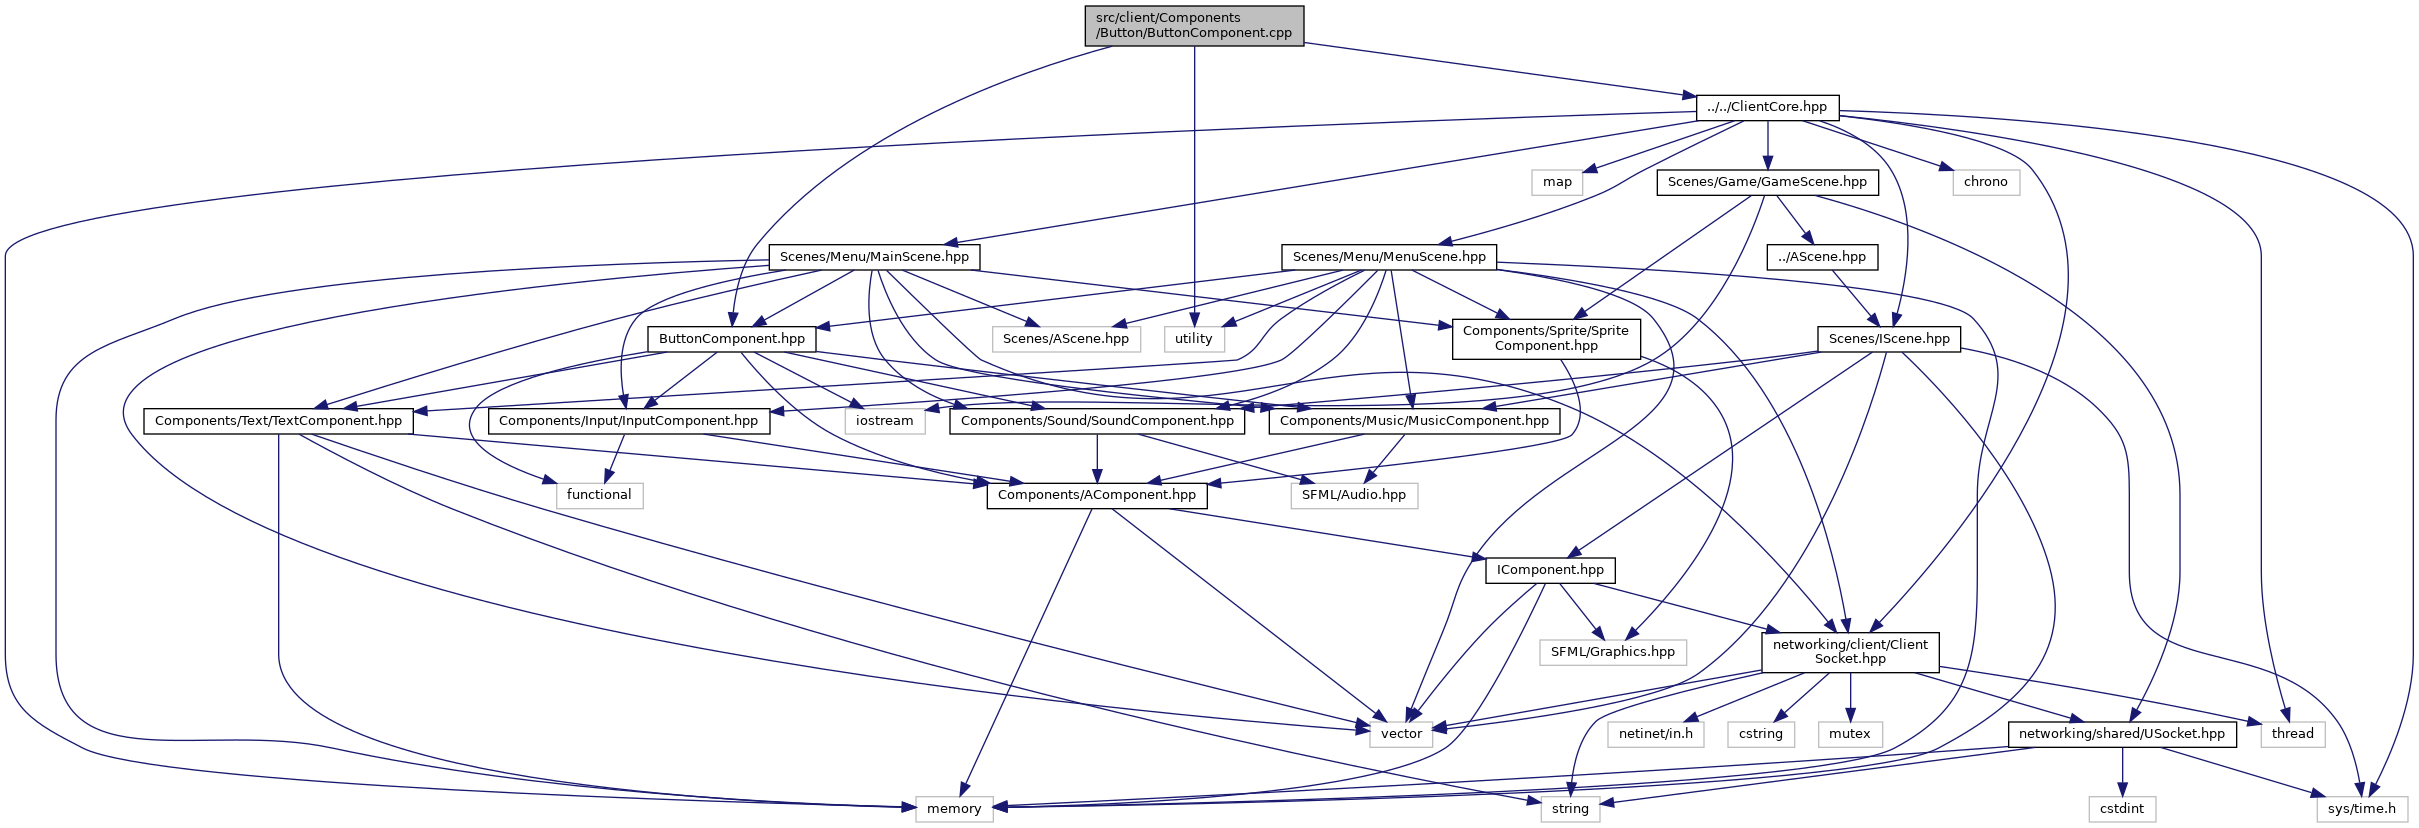 src/client/Components
/Button/ButtonComponent.cpp
../../ClientCore.hpp
map
Scenes/Game/GameScene.hpp
chrono
Scenes/Menu/MainScene.hpp
Scenes/Menu/MenuScene.hpp
../AScene.hpp
ButtonComponent.hpp
Scenes/AScene.hpp
utility
Components/Sprite/Sprite
Component.hpp
Scenes/IScene.hpp
Components/Text/TextComponent.hpp
Components/Input/InputComponent.hpp
iostream
Components/Sound/SoundComponent.hpp
Components/Music/MusicComponent.hpp
functional
Components/AComponent.hpp
SFML/Audio.hpp
IComponent.hpp
SFML/Graphics.hpp
networking/client/Client
Socket.hpp
vector
netinet/in.h
cstring
mutex
networking/shared/USocket.hpp
thread
memory
string
cstdint
sys/time.h